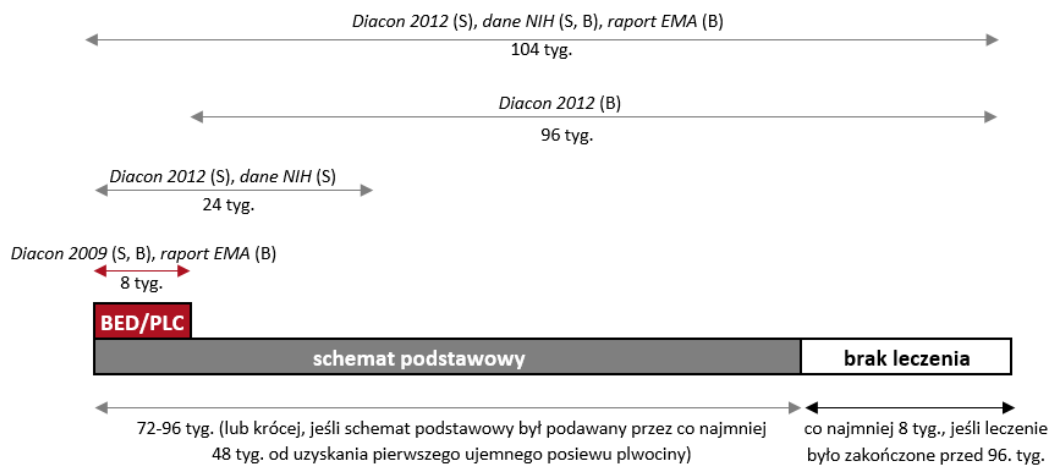 Diacon 2012 (S), dane NIH (S, B), raport EMA (B)
104 tyg.
Diacon 2012 (B)
96 tyg.
Diacon 2012 (S), dane NIH (S)
24 tyg.
Diacon 2009 (S, B), raport EMA (B)
8 tyg.
BED/PLC
schemat podstawowy
brak leczenia
72-96 tyg. (lub krócej, jeśli schemat podstawowy był podawany przez co najmniej
48 tyg. od uzyskania pierwszego ujemnego posiewu plwociny)
co najmniej 8 tyg., jeśli leczenie
było zakończone przed 96. tyg.